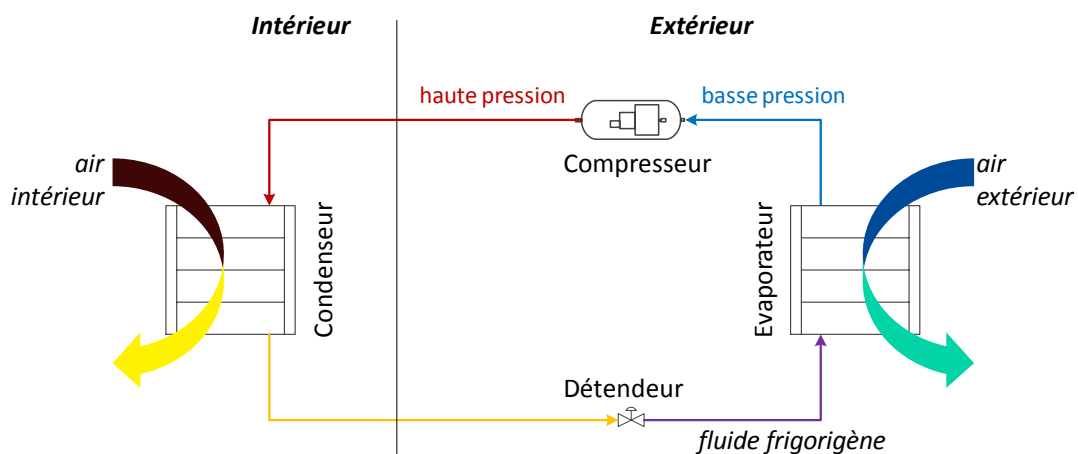 Intérieur
Extérieur
haute pression
basse pression
Compresseur
air
intérieur
air
extérieur
Condenseur
Evaporateur
Détendeur
fluide frigorigène